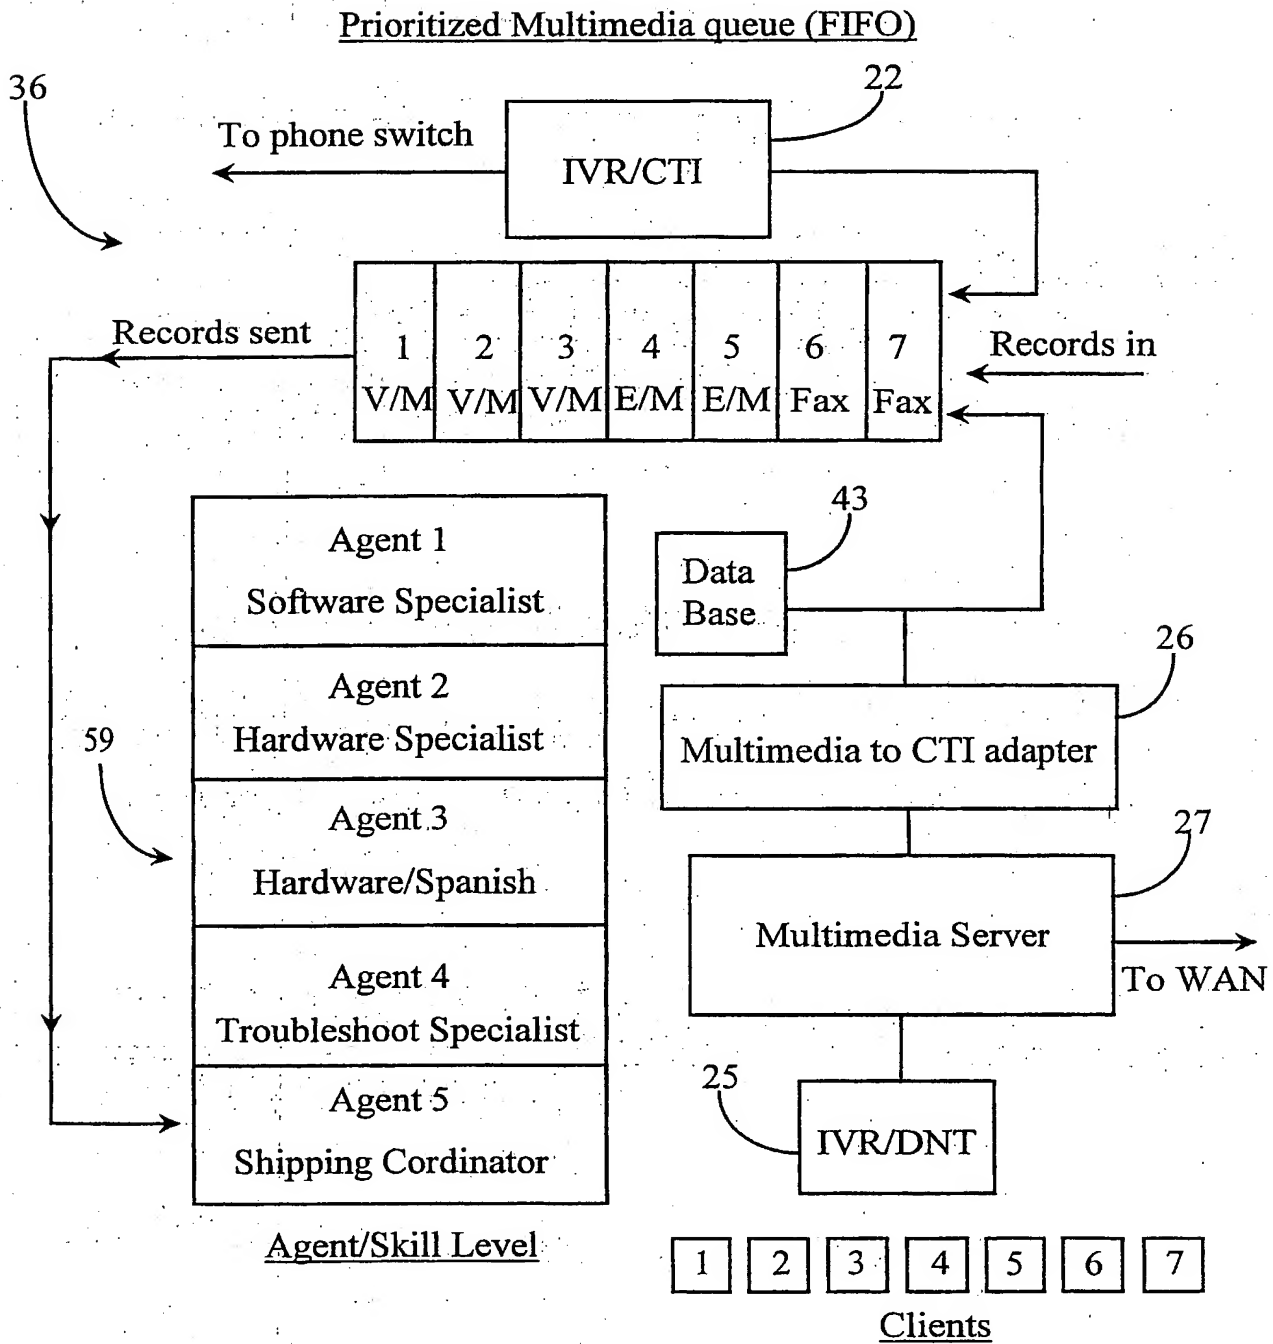 Prioritized Multimedia queue (FIFO)
36
22
To phone switch
IVR/CTI
Records sent
1 2 3 4 5 6 7
V/M V/M V/M E/M E/M Fax Fax
Records in
43
Agent 1
Software Specialist
Data
Base
26
Agent 2
Hardware Specialist
59
Multimedia to CTI adapter
Agent 3
Hardware/Spanish
27
Multimedia Server
To WAN
Agent 4
Troubleshoot Specialist
25
Agent 5
Shipping Cordinator
IVR/DNT
Agent/Skill Level
1 2 3 4 5 6 7
Clients